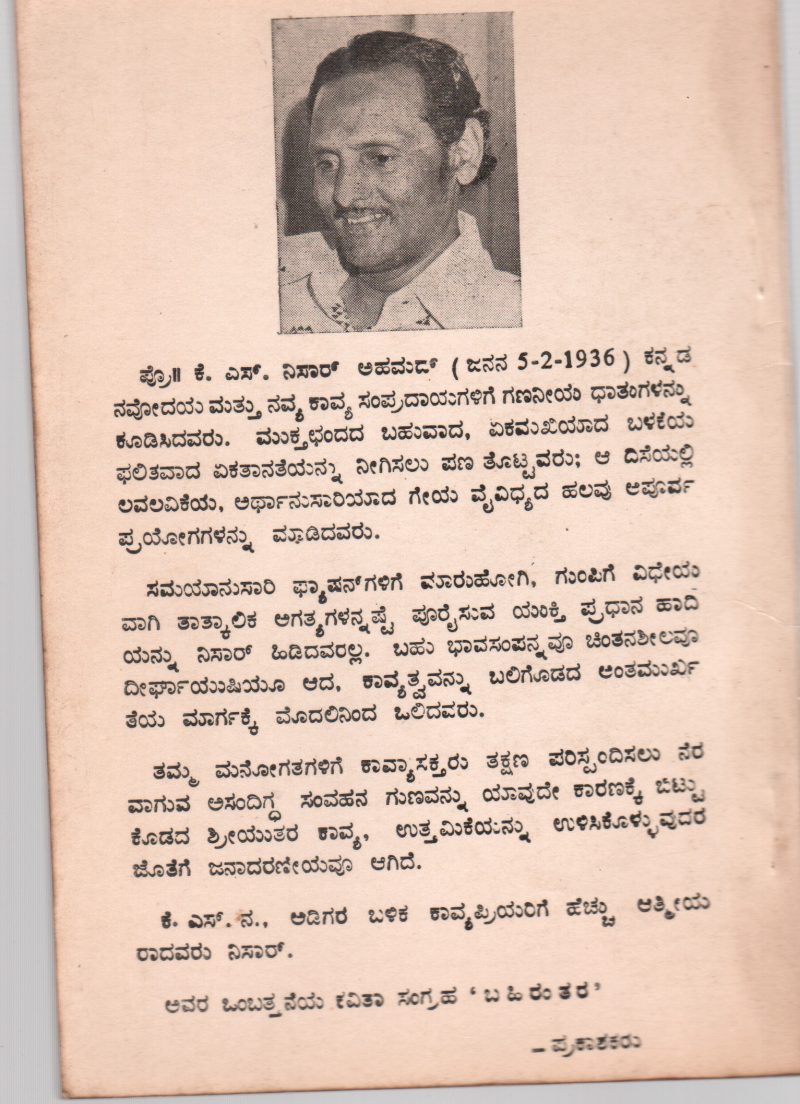 ಪ್ರೊ॥ ಕೆ. ಎಸ್. ನಿಸಾರ್ ಅಹಮದ್ ( ಜನನ 5-2-1936 ) ಕನ್ನಡ
ನವೋದಯ ಮತ್ತು ನವ್ಯ ಕಾವ್ಯ ಸಂಪ್ರದಾಯಗಳಿಗೆ ಗಣನೀಯ ಧಾತುಗಳನ್ನು
ಕೂಡಿಸಿದವರು. ಮುಕ್ತಛಂದದ ಬಹುವಾದ, ಏಕಮುಖಿಯಾದ ಬಳಕೆಯ
ಫಲಿತವಾದ ಏಕತಾನತೆಯನ್ನು ನೀಗಿಸಲು ಪಣ ತೊಟ್ಟವರು; ಆ ದಿಸೆಯಲ್ಲಿ
ಲವಲವಿಕೆಯ, ಅರ್ಥಾನುಸಾರಿಯಾದ ಗೇಯ ವೈವಿಧ್ಯದ ಹಲವು ಅಪೂರ್ವ
ಪ್ರಯೋಗಗಳನ್ನು ಮಾಡಿದವರು.
ಸಮಯಾನುಸಾರಿ ಫ್ಯಾಷನ್‌ಗಳಿಗೆ ಮಾರುಹೋಗಿ, ಗುಂಪಿಗೆ ವಿಧೇಯ
ವಾಗಿ ತಾತ್ಕಾಲಿಕ ಅಗತ್ಯಗಳನ್ನಷ್ಟೆ ಪೂರೈಸುವ ಯುಕ್ತಿ ಪ್ರಧಾನ ಹಾದಿ
ಯನ್ನು ನಿಸಾರ್ ಹಿಡಿದವರಲ್ಲ. ಬಹು ಭಾವಸಂಪನ್ನವೂ ಚಿಂತನಶೀಲವೂ
ದೀರ್ಘಾಯುಷಿಯೂ ಆದ, ಕಾವ್ಯತ್ವವನ್ನು ಬಲಿಗೊಡದ ಅಂತಮುರ್ಖ
ತೆಯ ಮಾರ್ಗಕ್ಕೆ ಮೊದಲಿನಿಂದ ಒಲಿದವರು.
ತಮ್ಮ ಮನೋಗತಗಳಿಗೆ ಕಾವ್ಯಾಸಕ್ತರು ತಕ್ಷಣ ಪರಿಸ್ಪಂದಿಸಲು ನೆರ
ವಾಗುವ ಅಸಂದಿಗ್ಧ ಸಂವಹನ ಗುಣವನ್ನು ಯಾವುದೇ ಕಾರಣಕ್ಕೆ ಬಿಟ್ಟು
ಕೊಡದ ಶ್ರೀಯುತರ ಕಾವ್ಯ, ಉತ್ತಮಿಕೆಯನ್ನು ಉಳಿಸಿಕೊಳ್ಳುವುದರ
ಜೊತೆಗೆ ಜನಾದರಣೀಯವೂ ಆಗಿದೆ.
ಕೆ. ಎಸ್. ನ., ಅಡಿಗರ ಬಳಿಕ ಕಾವ್ಯಪ್ರಿಯರಿಗೆ ಹೆಚ್ಚು ಆತ್ಮೀಯ
ರಾದವರು ನಿಸಾರ್.
ಅವರ ಒಂಬತ್ತನೆಯ ಕವಿತಾ ಸಂಗ್ರಹ ‘ ಬಹಿರಂತರ ’
– ಪ್ರಕಾಶಕರು